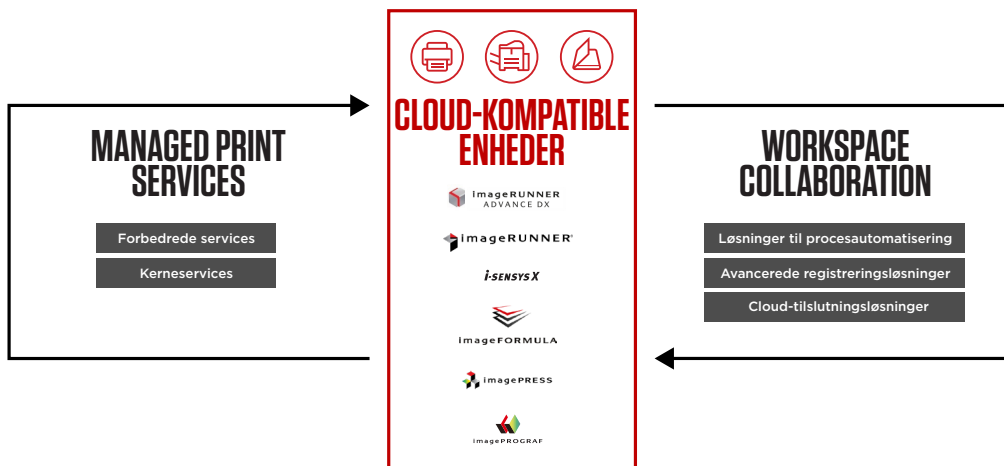 MANAGED PRINT
SERVICES
Forbedrede services
Kerneservices
CLOUD-KOMPATIBLE
ENHEDER
imageRUNNER
ADVANCE DX
imageRUNNER®
i-SENSYS X
imageFORMULA
imagePRESS
imagePROGRAF
WORKSPACE
COLLABORATION
Løsninger til procesautomatisering
Avancerede registreringsløsninger
Cloud-tilslutningsløsninger